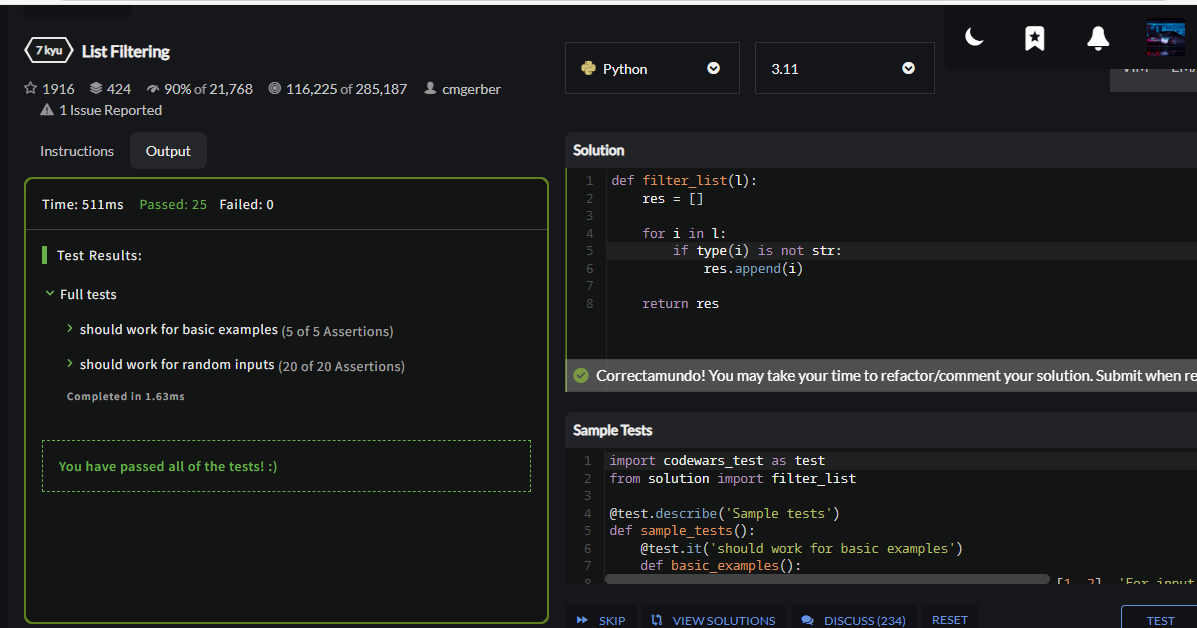 7 kyu List Filtering
1916 424 90% of 21,768 116,225 of 285,187 cmgerber
1 Issue Reported
Instructions Output
Time: 511ms Passed: 25 Failed: 0
Test Results:
Full tests
should work for basic examples (5 of 5 Assertions)
should work for random inputs (20 of 20 Assertions)
Completed in 1.63ms
You have passed all of the tests! :)
Python 3.11
Solution
1 def filter_list(l):
2     res = []
3
4     for i in l:
5         if type(i) is not str:
6             res.append(i)
7
8     return res
Correctamundo! You may take your time to refactor/comment your solution. Submit when re
Sample Tests
1 import codewars_test as test
2 from solution import filter_list
3
4 @test.describe('Sample tests')
5 def sample_tests():
6     @test.it('should work for basic examples')
7     def basic_examples():
8 [1, 2], 'For input
SKIP VIEW SOLUTIONS DISCUSS (234) RESET TEST